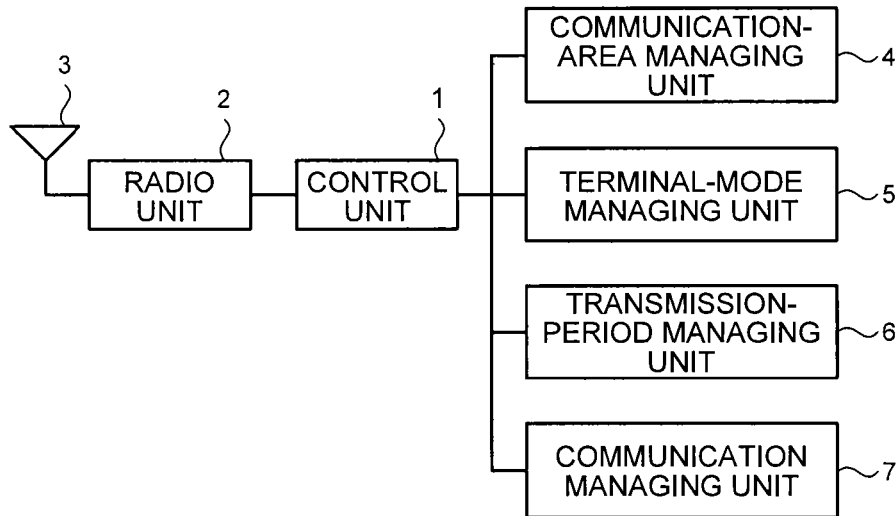 3
2
RADIO
UNIT
1
CONTROL
UNIT
COMMUNICATION-
AREA MANAGING
UNIT
4
TERMINAL-MODE
MANAGING UNIT
5
TRANSMISSION-
PERIOD MANAGING
UNIT
6
COMMUNICATION
MANAGING UNIT
7